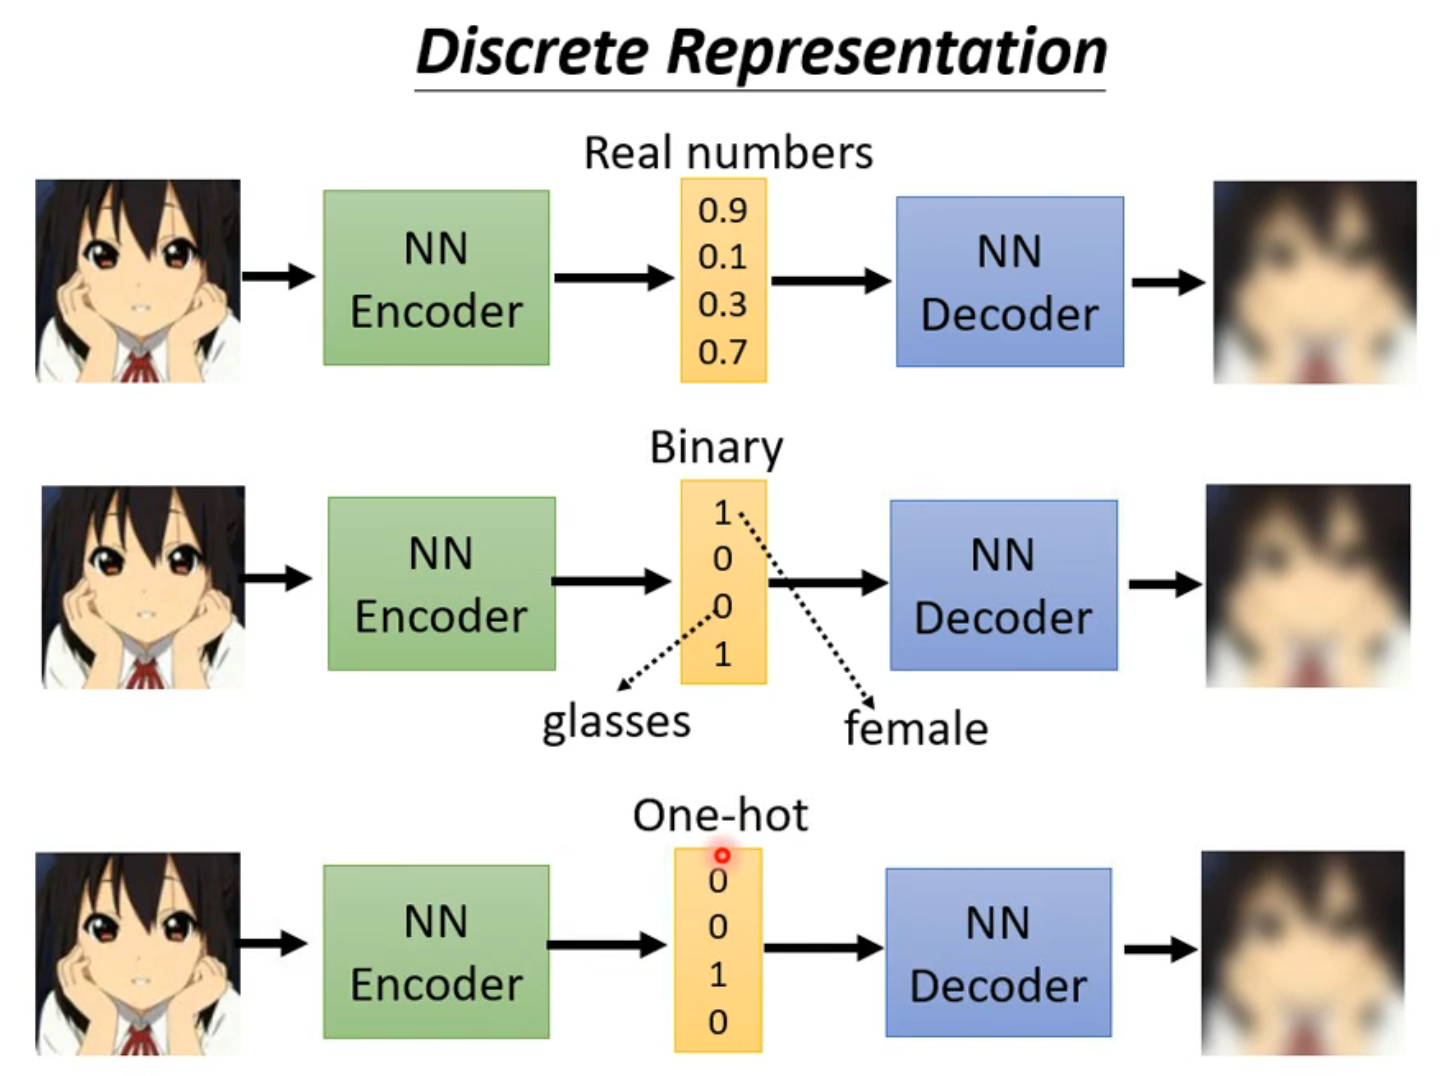 Discrete Representation
Real numbers
NN
Encoder
0.9
0.1
0.3
0.7
NN
Decoder
Binary
NN
Encoder
1
0
0
1
NN
Decoder
glasses
female
One-hot
NN
Encoder
0
0
1
0
NN
Decoder